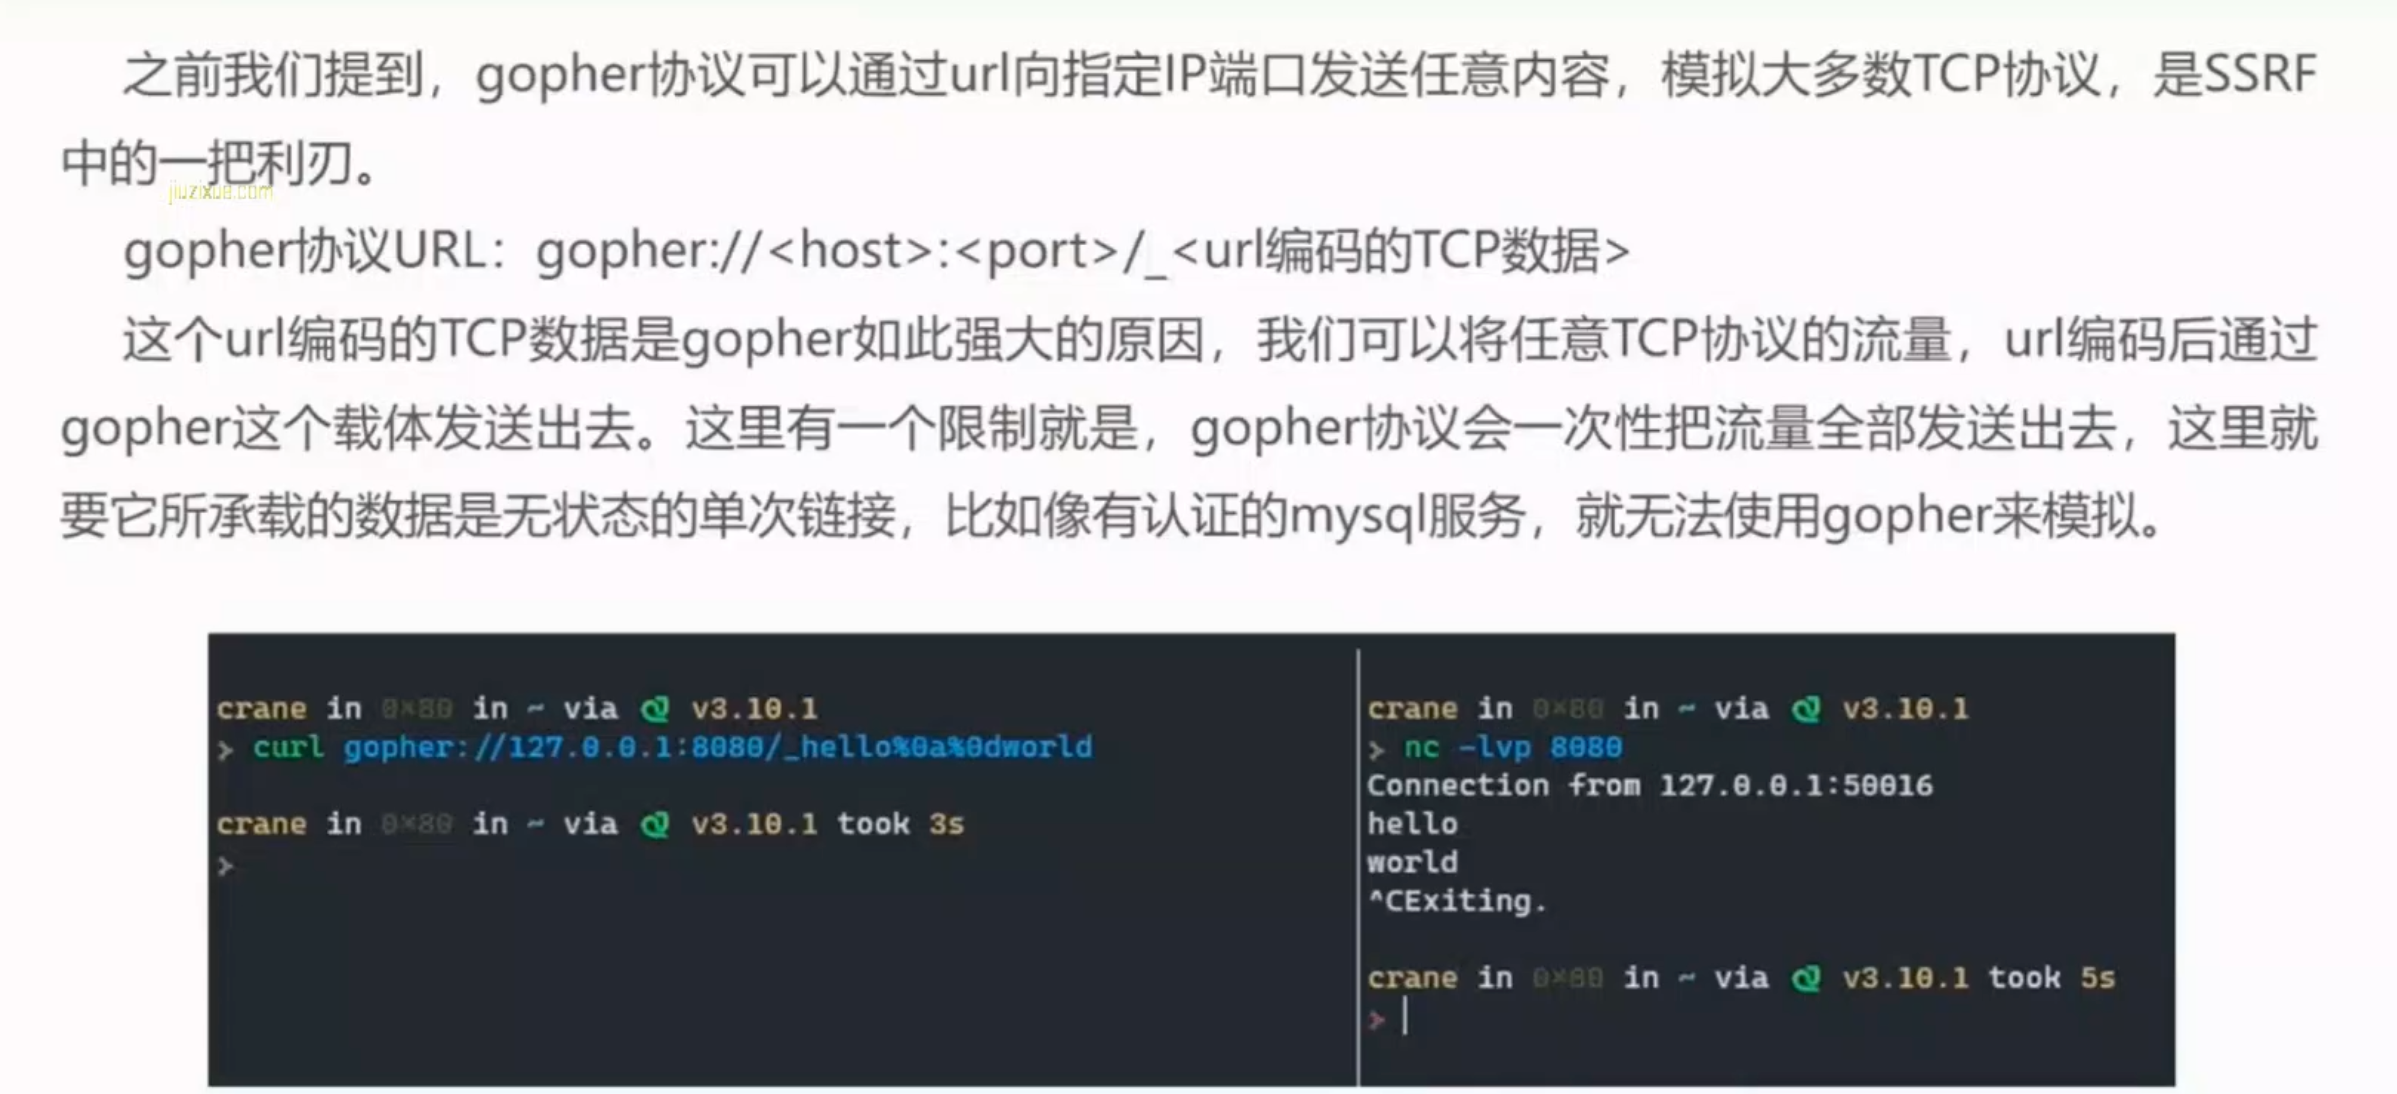 之前我们提到，gopher协议可以通过url向指定IP端口发送任意内容，模拟大多数TCP协议，是SSRF
中的一把利刃。
jiuzixue.com
gopher协议URL：gopher://<host>:<port>/_<url编码的TCP数据>
这个url编码的TCP数据是gopher如此强大的原因，我们可以将任意TCP协议的流量，url编码后通过
gopher这个载体发送出去。这里有一个限制就是，gopher协议会一次性把流量全部发送出去，这里就
要它所承载的数据是无状态的单次链接，比如像有认证的mysql服务，就无法使用gopher来模拟。
crane in 0×80 in ~ via v3.10.1
> curl gopher://127.0.0.1:8080/_hello%0a%0dworld
crane in 0×80 in ~ via v3.10.1 took 3s
>
crane in 0×80 in ~ via v3.10.1
> nc -lvp 8080
Connection from 127.0.0.1:50016
hello
world
^CExiting.
crane in 0×80 in ~ via v3.10.1 took 5s
>